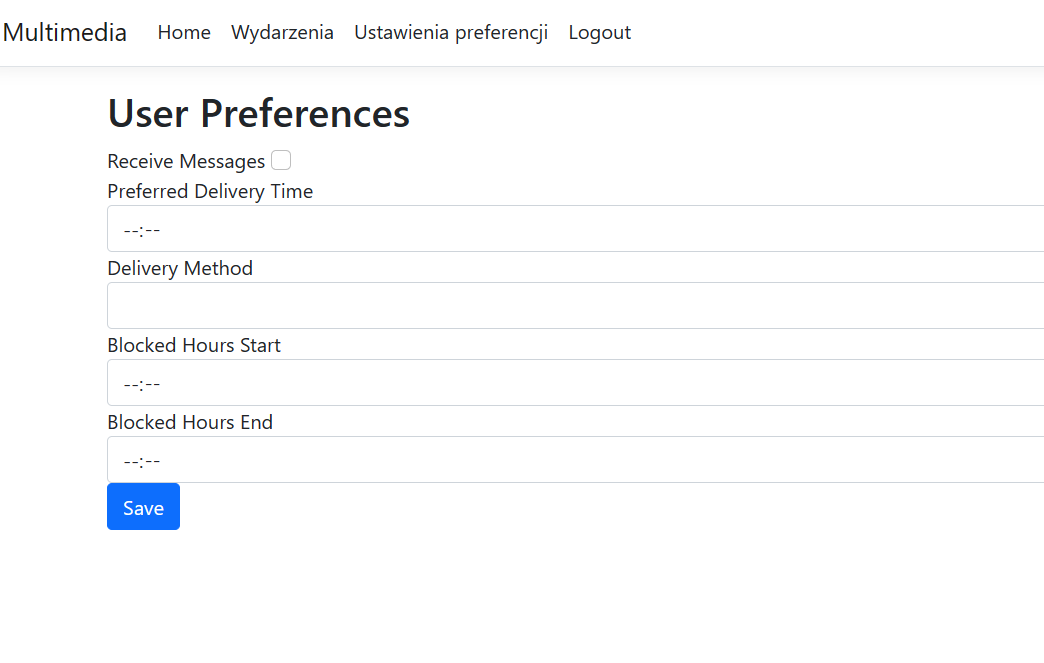 Multimedia Home Wydarzenia Ustawienia preferencji Logout
User Preferences
Receive Messages
Preferred Delivery Time
--:--
Delivery Method
Blocked Hours Start
--:--
Blocked Hours End
--:--
Save